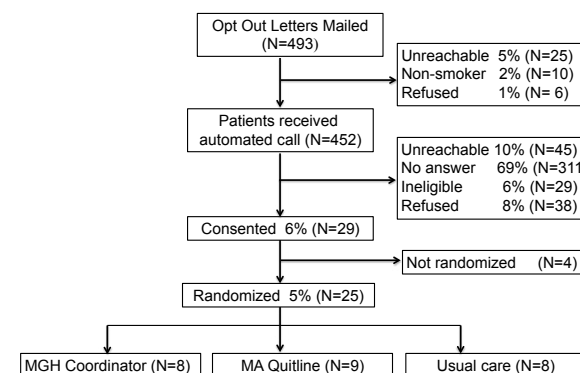 Opt Out Letters Mailed
(N=493)
Unreachable 5% (N=25)
Non-smoker 2% (N=10)
Refused 1% (N= 6)
Patients received
automated call (N=452)
Unreachable 10% (N=45)
No answer 69% (N=311
Ineligible 6% (N=29)
Refused 8% (N=38)
Consented 6% (N=29)
Not randomized (N=4)
Randomized 5% (N=25)
MGH Coordinator (N=8)
MA Quitline (N=9)
Usual care (N=8)